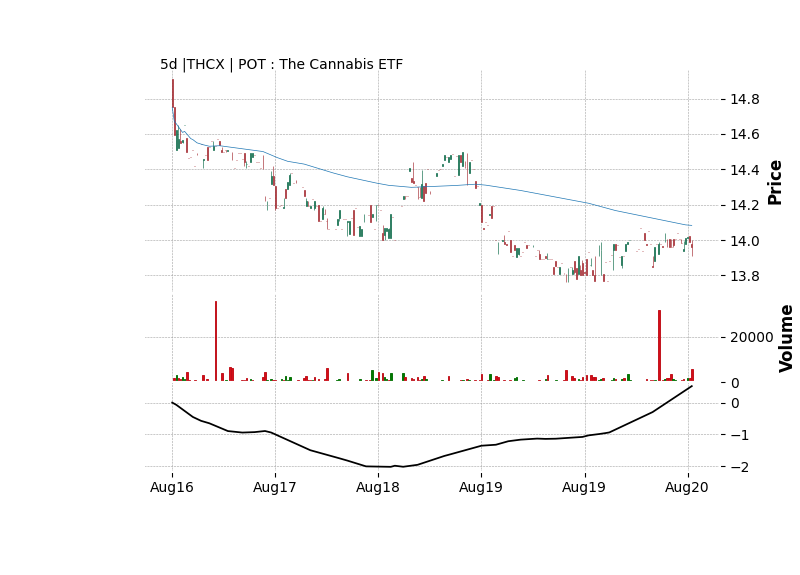 5d |THCX | POT : The Cannabis ETF
14.8
14.6
14.4
14.2
14.0
13.8
Price
20000
0
Volume
0
−1
−2
Aug16 Aug17 Aug18 Aug19 Aug19 Aug20